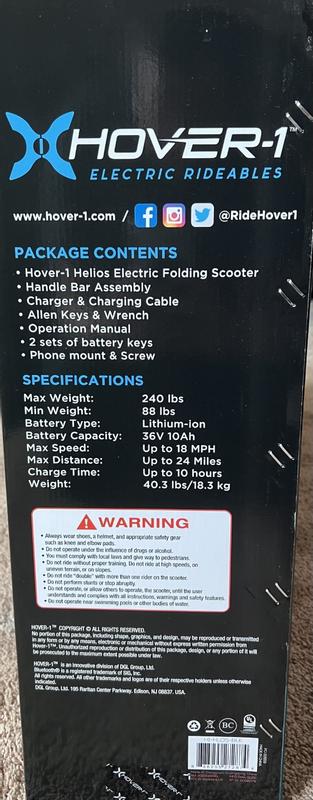 HOVER-1™
ELECTRIC RIDEABLES
www.hover-1.com / @RideHover1
PACKAGE CONTENTS
• Hover-1 Helios Electric Folding Scooter
• Handle Bar Assembly
• Charger & Charging Cable
• Allen Keys & Wrench
• Operation Manual
• 2 sets of battery keys
• Phone mount & Screw
SPECIFICATIONS
Max Weight: 240 lbs
Min Weight: 88 lbs
Battery Type: Lithium-ion
Battery Capacity: 36V 10Ah
Max Speed: Up to 18 MPH
Max Distance: Up to 24 Miles
Charge Time: Up to 10 hours
Weight: 40.3 lbs/18.3 kg
WARNING
• Always wear shoes, a helmet, and appropriate safety gear
such as knee and elbow pads.
• Do not operate under the influence of drugs or alcohol.
• You must comply with local laws and give way to pedestrians.
• Do not ride without proper training. Do not ride at high speeds, on
uneven terrain, or on slopes.
• Do not ride "double" with more than one rider on the scooter.
• Do not perform stunts or stop abruptly.
• Do not operate, or allow others to operate, the scooter, until the user
understands and complies with all instructions, warnings and safety features.
• Do not operate near swimming pools or other bodies of water.
HOVER-1™ COPYRIGHT © ALL RIGHTS RESERVED.
No portion of this package, including shape, graphics, and design, may be reproduced or transmitted
in any form or by any means, electronic or mechanical without express written permission from
Hover-1™. Unauthorized reproduction or distribution of this package, design, or any portion of it will
be prosecuted to the maximum extent possible under law.
HOVER-1™ is an innovative division of DGL Group, Ltd.
Bluetooth® is a registered trademark of SIG, Inc.
All rights reserved. All other trademarks and logos are of their respective holders unless otherwise
indicated.
DGL Group, Ltd. 195 Raritan Center Parkway. Edison, NJ 08837. USA.
BC
HOVER-1